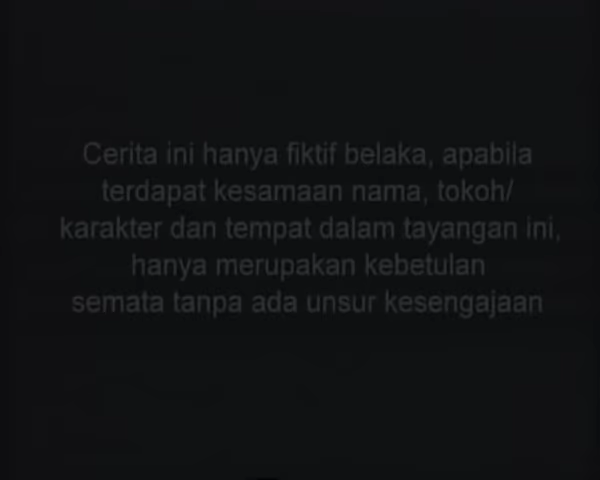 Cerita ini hanya fiktif belaka, apabila
terdapat kesamaan nama, tokoh/
karakter dan tempat dalam tayangan ini,
hanya merupakan kebetulan
semata tanpa ada unsur kesengajaan